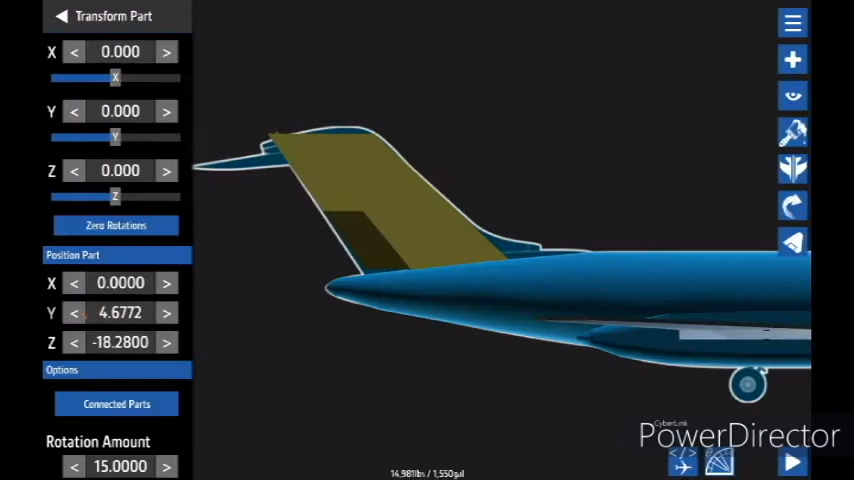 Transform Part
X < 0.000 >
X
Y < 0.000 >
Y
Z < 0.000 >
Z
Zero Rotations
Position Part
X < 0.0000 >
Y < 4.6772 >
Z < -18.2800 >
Options
Connected Parts
Rotation Amount
< 15.0000 >
14,981lbs / 1,550gal
CyberLink
PowerDirector